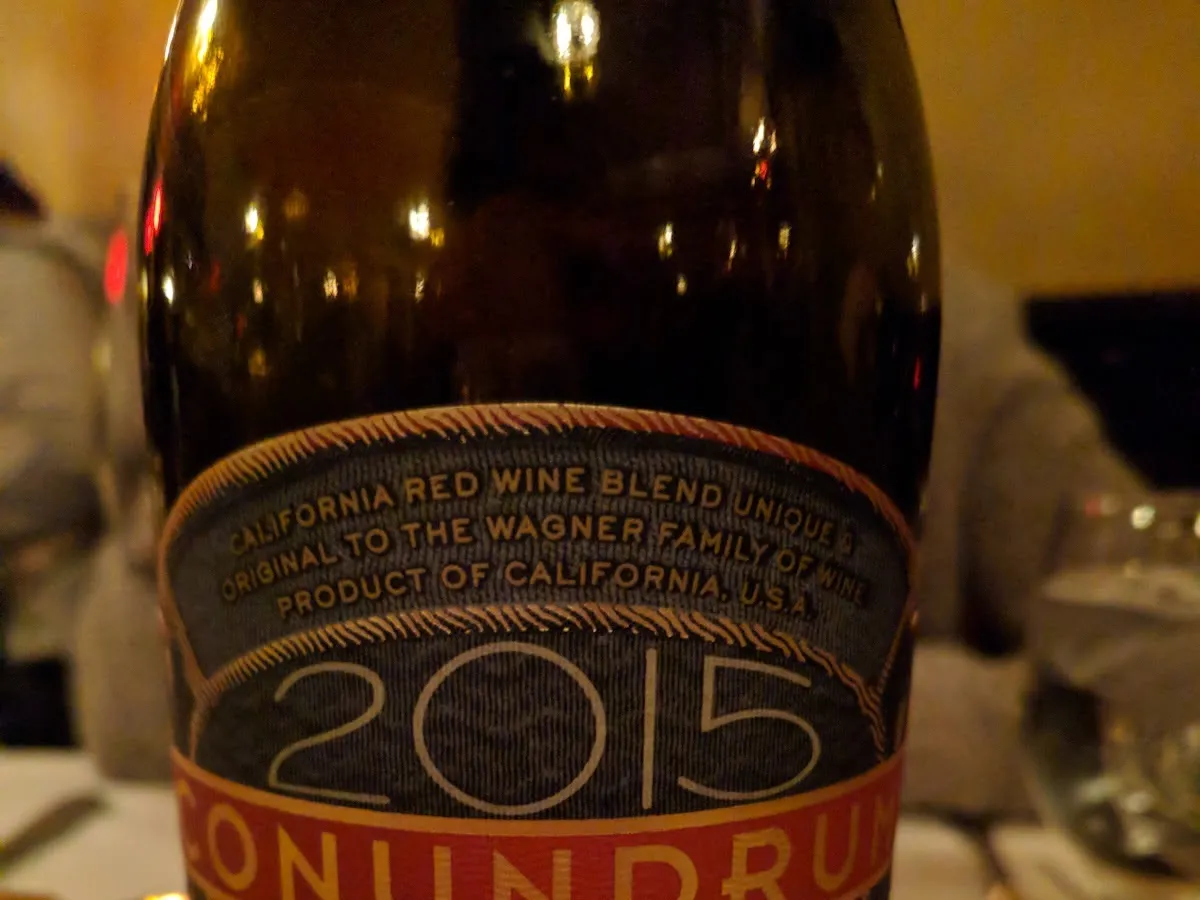 CALIFORNIA RED WINE BLEND UNIQUE &
ORIGINAL TO THE WAGNER FAMILY OF WINE
PRODUCT OF CALIFORNIA, U.S.A.
2015
CONUNDRUM